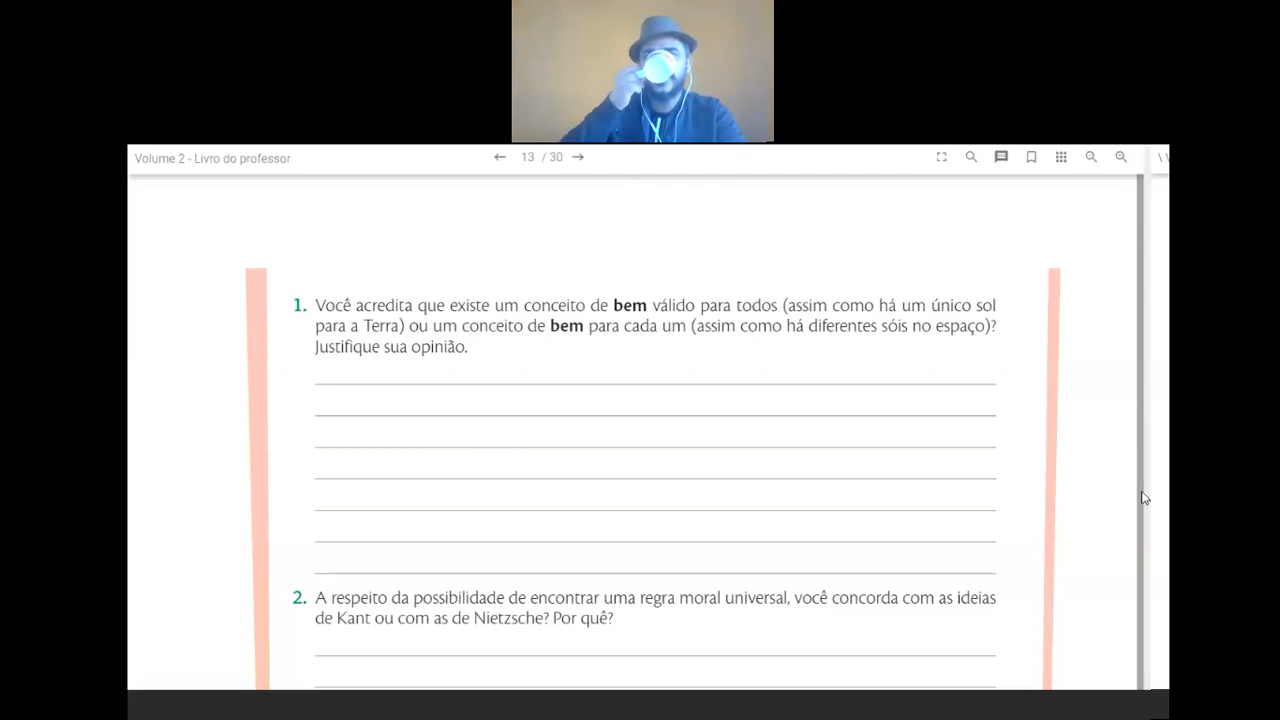 Volume 2 - Livro do professor
13 / 30
1. Você acredita que existe um conceito de bem válido para todos (assim como há um único sol
para a Terra) ou um conceito de bem para cada um (assim como há diferentes sóis no espaço)?
Justifique sua opinião.
2. A respeito da possibilidade de encontrar uma regra moral universal, você concorda com as ideias
de Kant ou com as de Nietzsche? Por quê?